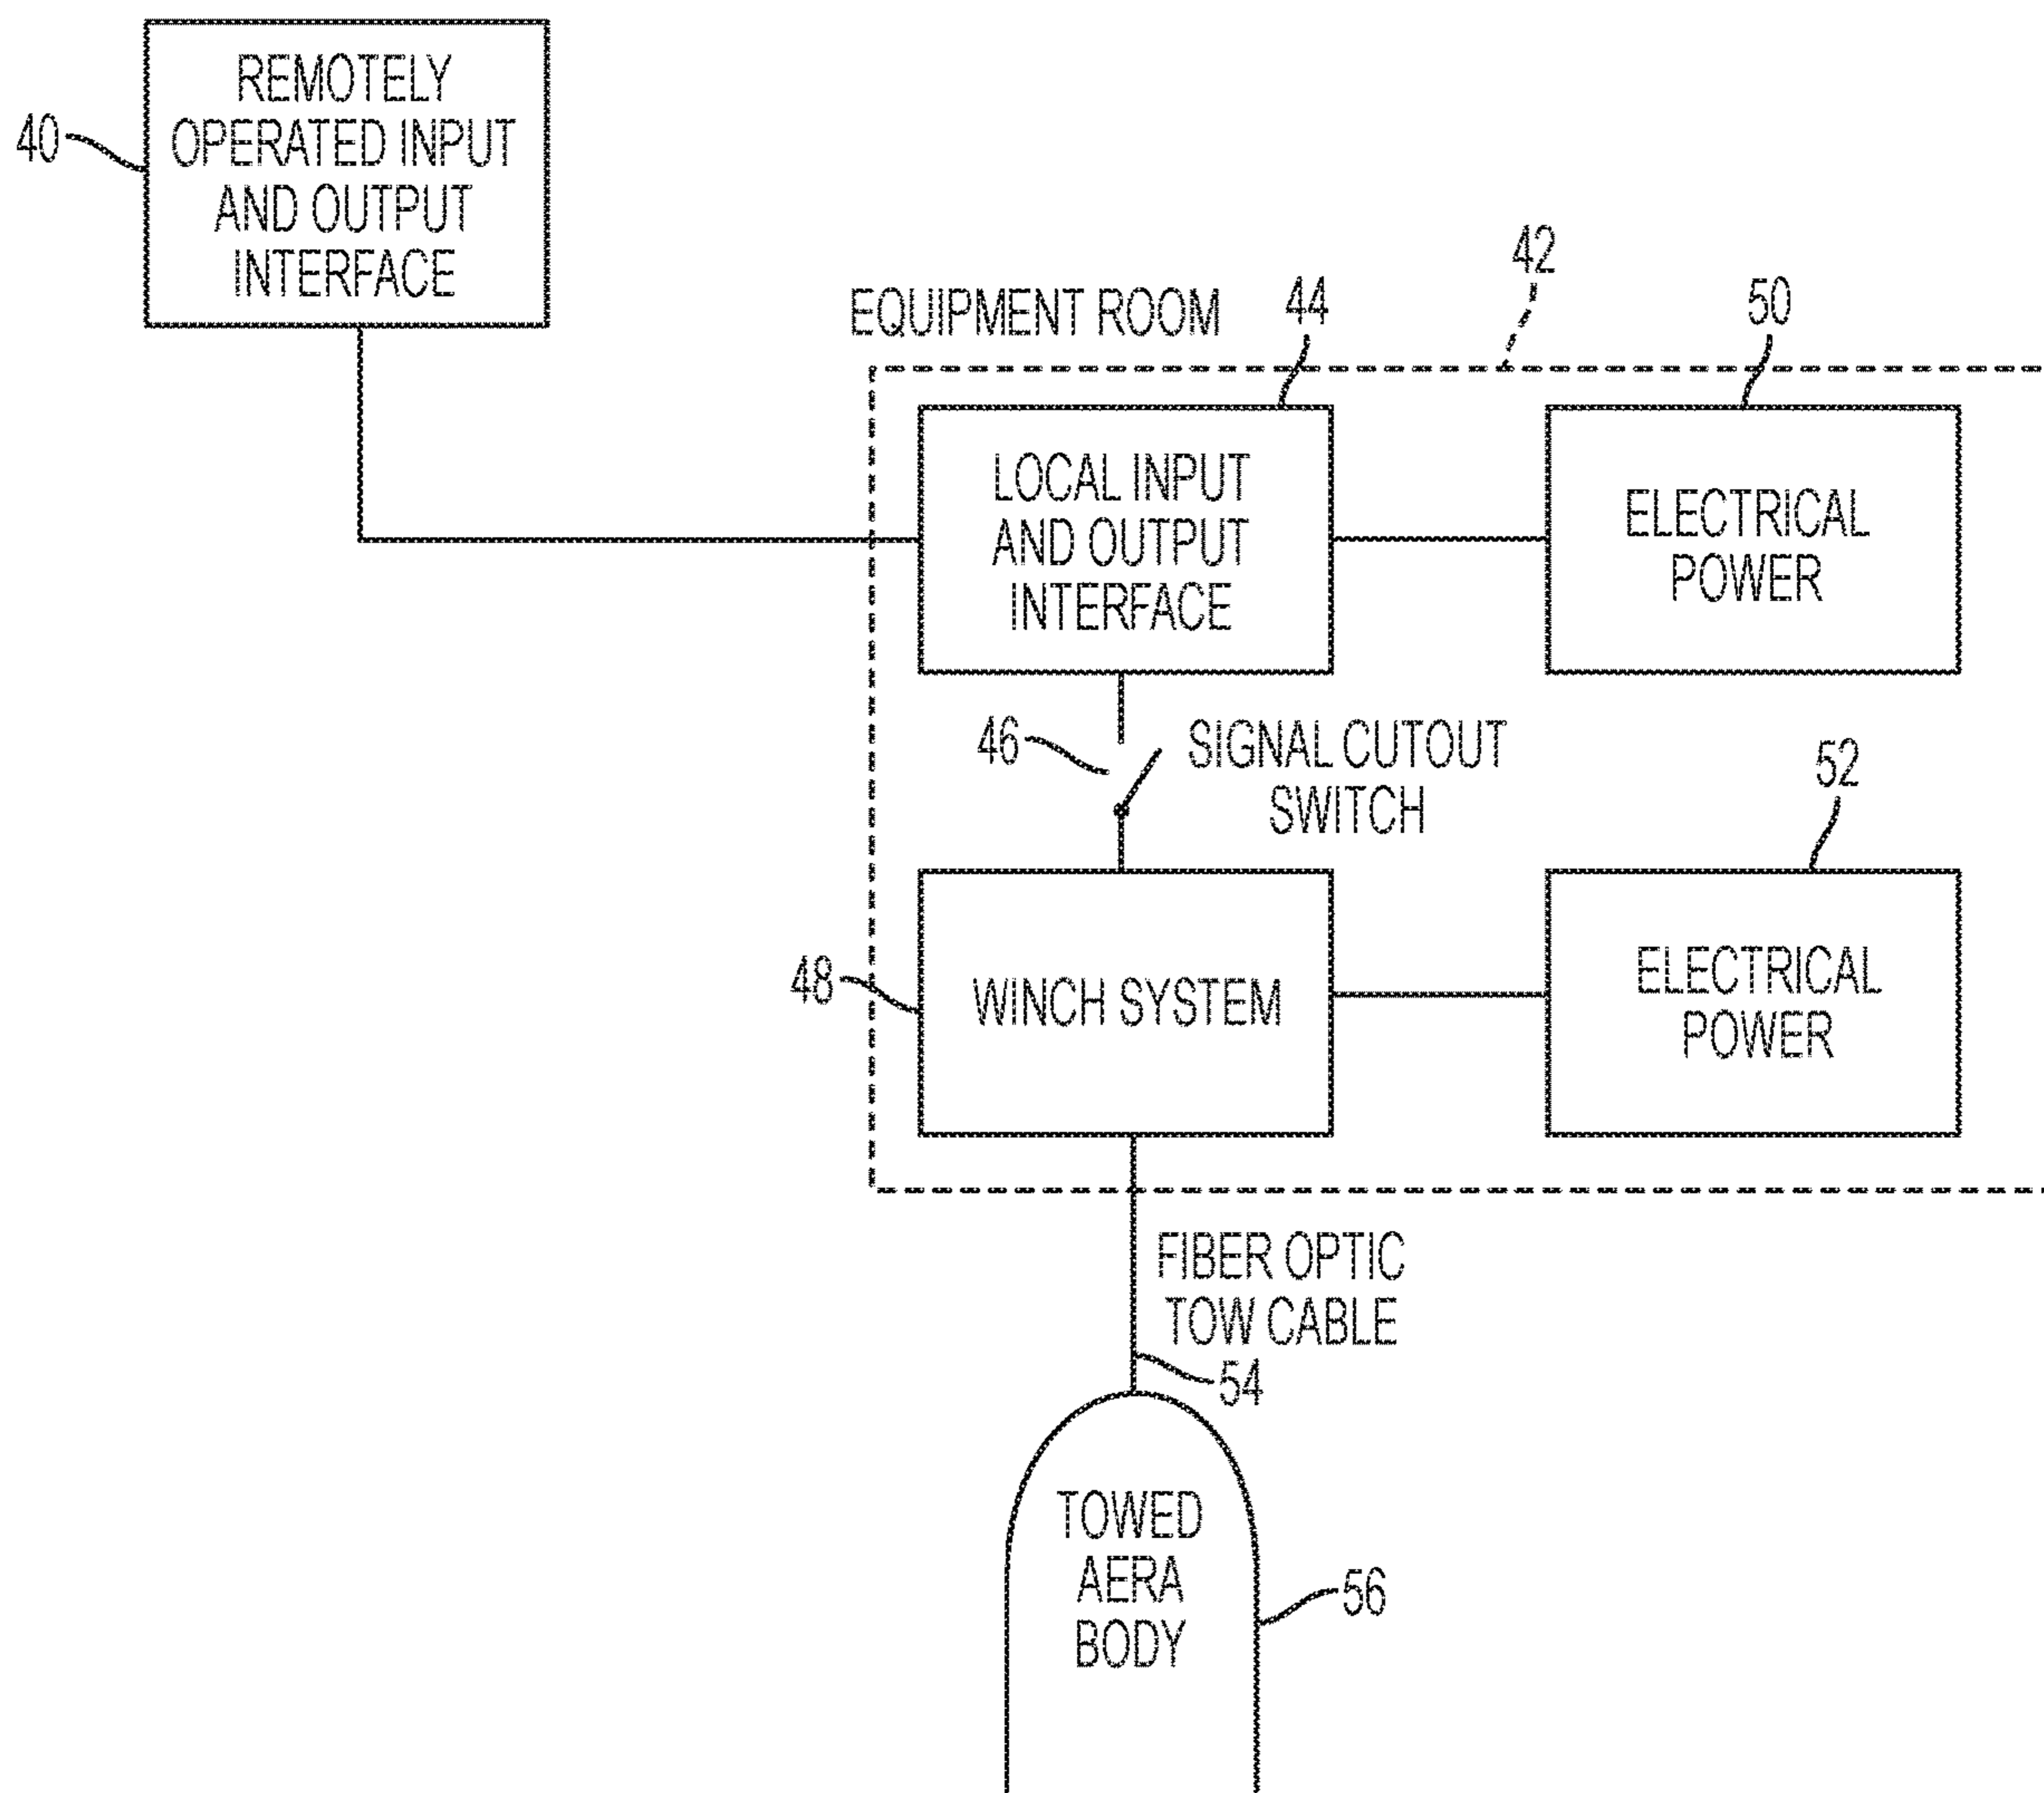 REMOTELY
OPERATED INPUT
AND OUTPUT
INTERFACE
40
42
EQUIPMENT ROOM
44
50
LOCAL INPUT
AND OUTPUT
INTERFACE
ELECTRICAL
POWER
46
SIGNAL CUTOUT
SWITCH
52
48
WINCH SYSTEM
ELECTRICAL
POWER
FIBER OPTIC
TOW CABLE
54
TOWED
AERA
BODY
56